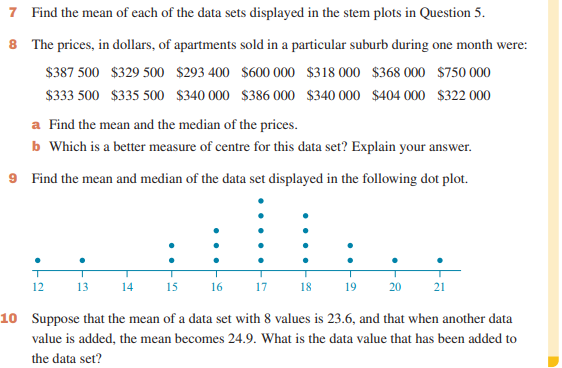 7 Find the mean of each of the data sets displayed in the stem plots in Question 5.
8 The prices, in dollars, of apartments sold in a particular suburb during one month were:
$387 500 $329 500 $293 400 $600 000 $318 000 $368 000 $750 000
$333 500 $335 500 $340 000 $386 000 $340 000 $404 000 $322 000
a Find the mean and the median of the prices.
b Which is a better measure of centre for this data set? Explain your answer.
9 Find the mean and median of the data set displayed in the following dot plot.
12 13 14 15 16 17 18 19 20 21
10 Suppose that the mean of a data set with 8 values is 23.6, and that when another data
value is added, the mean becomes 24.9. What is the data value that has been added to
the data set?